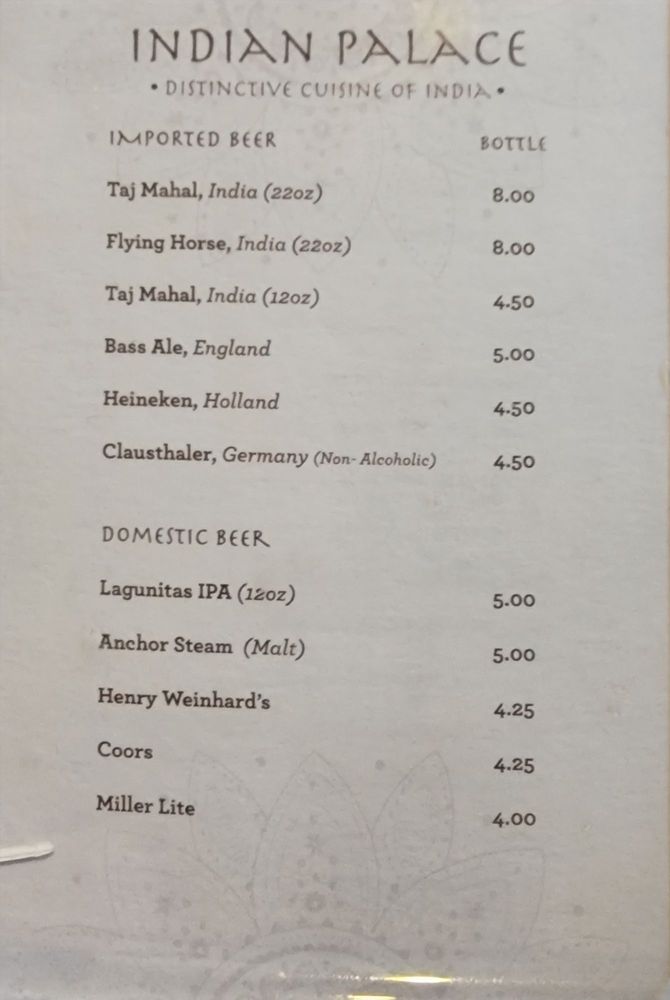 INDIAN PALACE
• DISTINCTIVE CUISINE OF INDIA •
IMPORTED BEER BOTTLE
Taj Mahal, India (22oz) 8.00
Flying Horse, India (22oz) 8.00
Taj Mahal, India (12oz) 4.50
Bass Ale, England 5.00
Heineken, Holland 4.50
Clausthaler, Germany (Non- Alcoholic) 4.50
DOMESTIC BEER
Lagunitas IPA (12oz) 5.00
Anchor Steam (Malt) 5.00
Henry Weinhard's 4.25
Coors 4.25
Miller Lite 4.00